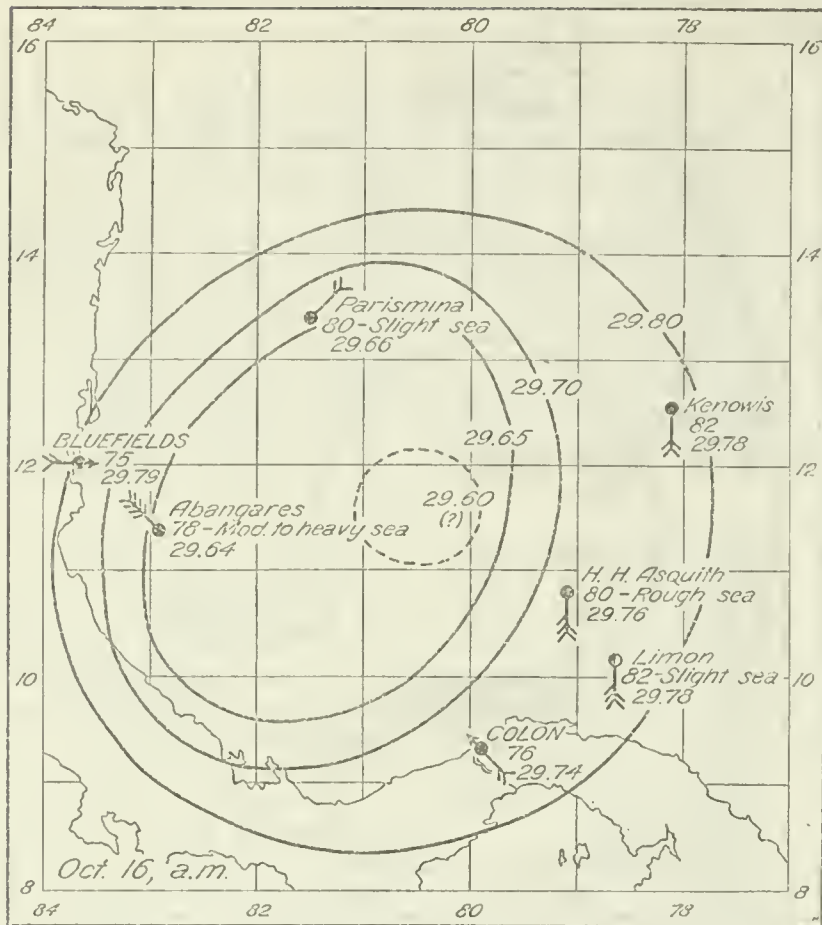 84 82 80 78
16 16
Parismina
80-Slight sea
29.66
14 14
29.80
29.70
Kenowis
82
29.78
29.65
BLUEFIELDS
75
29.79
12 12
29.60
(?)
Abangares
78-Mod. to heavy sea
29.64
H. H. Asquith
80-Rough sea
29.76
Limon
82-Slight sea
29.78
10 10
COLON
76
29.74
Oct. 16, a.m.
8 8
84 82 80 78